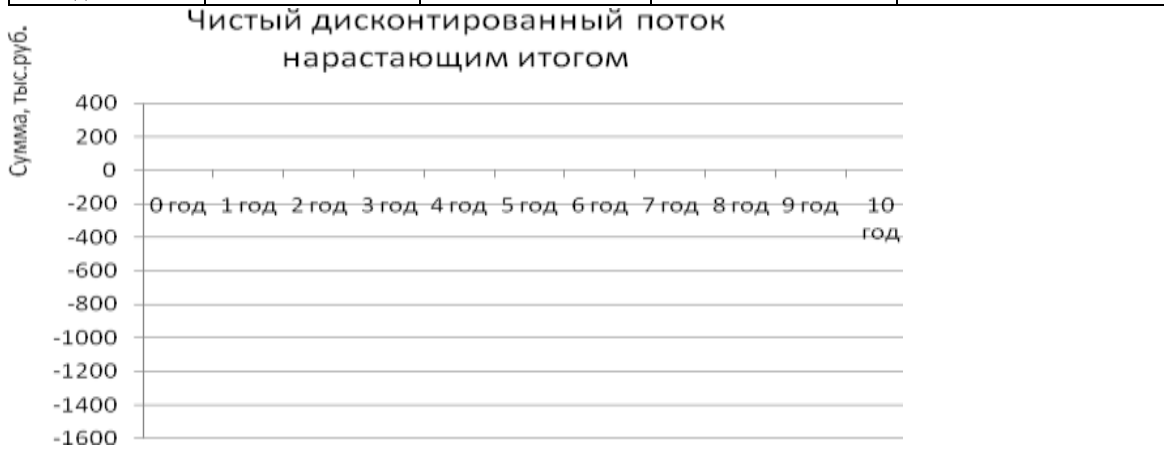 Чистый дисконтированный поток
нарастающим итогом
Сумма, тыс.руб.
400
200
0
-200
0 год 1 год 2 год 3 год 4 год 5 год 6 год 7 год 8 год 9 год 10
год
-400
-600
-800
-1000
-1200
-1400
-1600